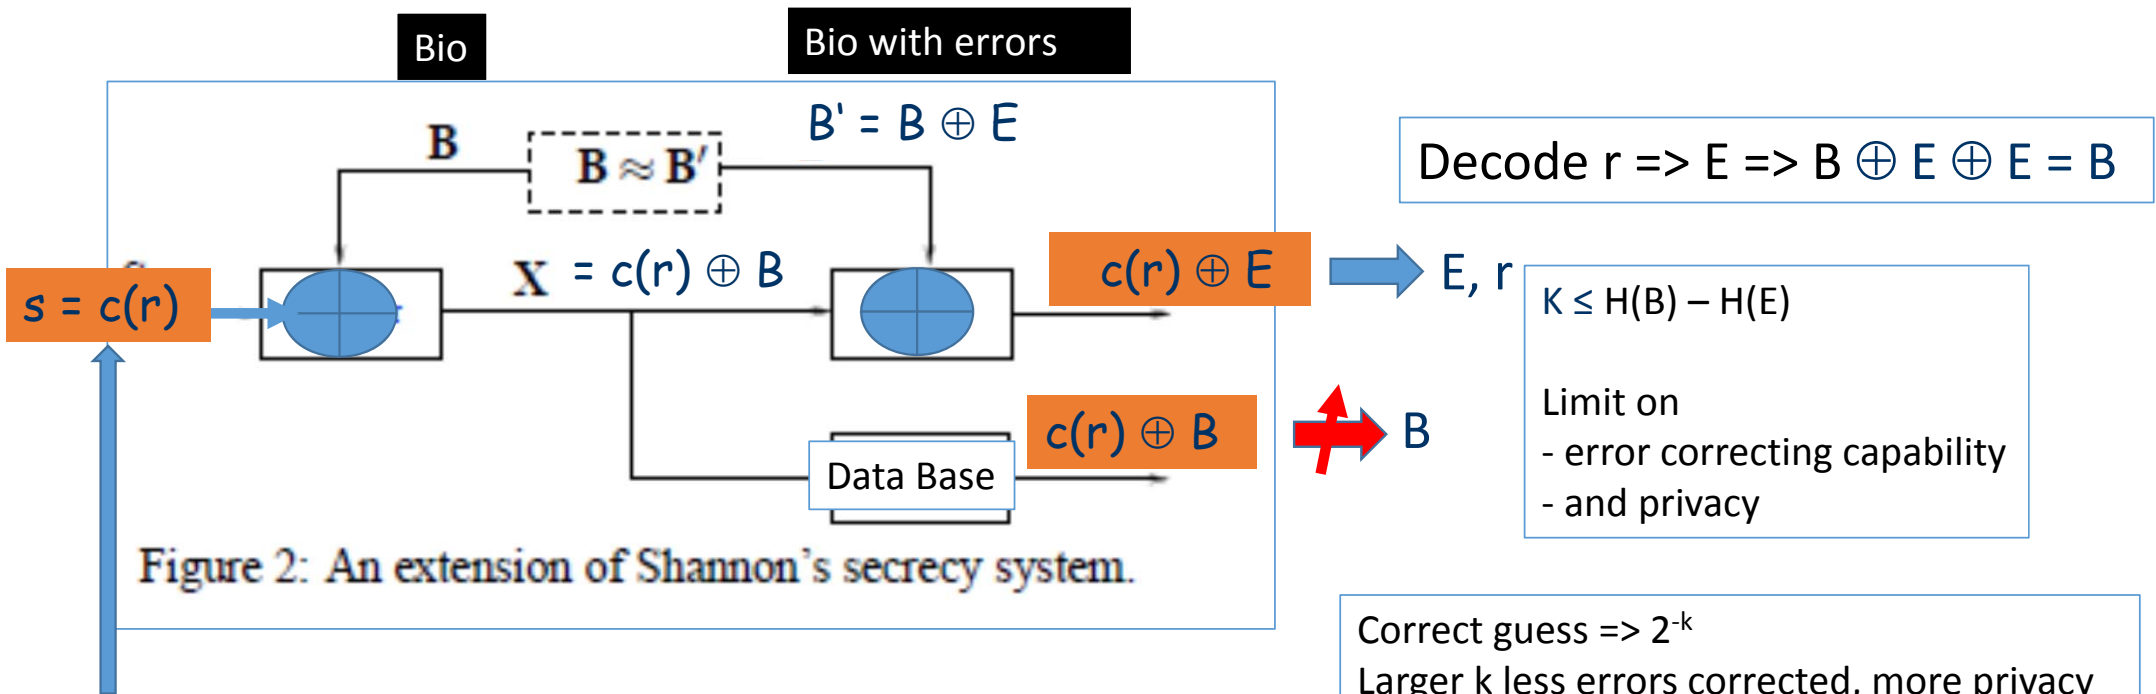 Bio
Bio with errors
B' = B ⊕ E
B
B ≈ B′
Decode r => E => B ⊕ E ⊕ E = B
s = c(r)
X = c(r) ⊕ B
c(r) ⊕ E
E, r
K ≤ H(B) – H(E)
Limit on
- error correcting capability
- and privacy
c(r) ⊕ B
B
Data Base
Figure 2: An extension of Shannon's secrecy system.
Correct guess => 2^-k
Larger k less errors corrected, more privacy